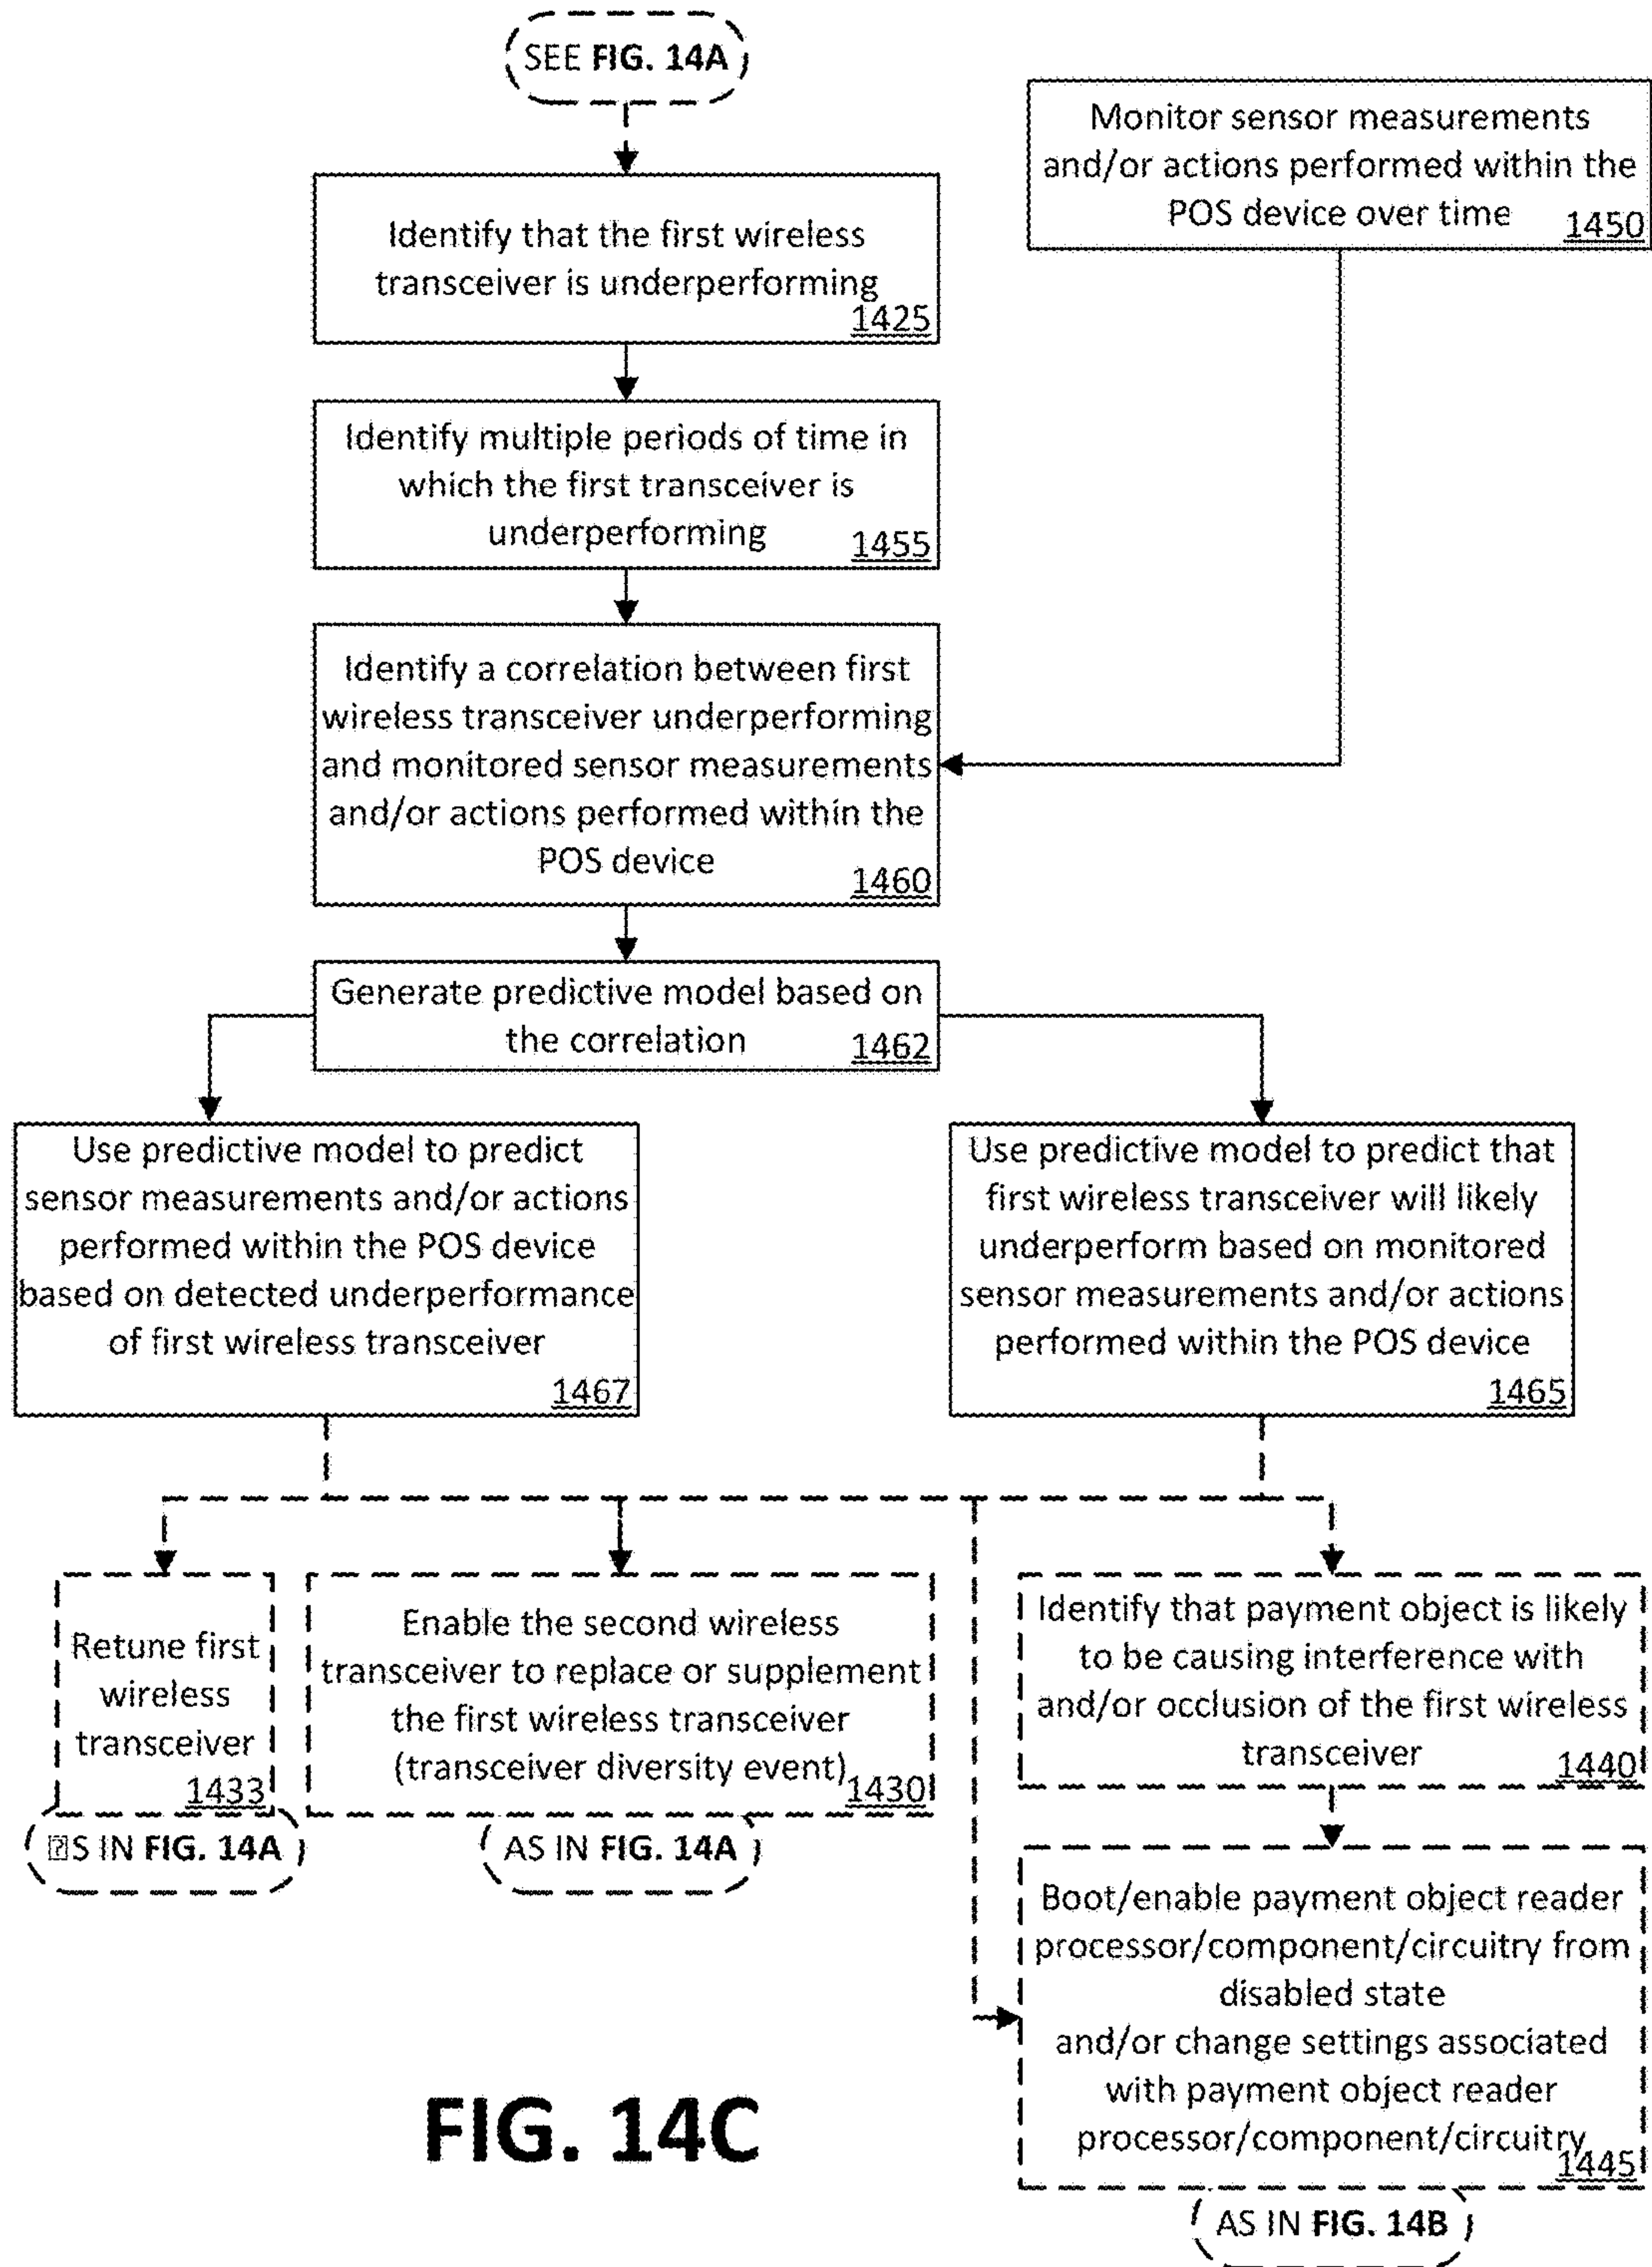 SEE FIG. 14A
Monitor sensor measurements
and/or actions performed within the
POS device over time 1450
Identify that the first wireless
transceiver is underperforming
1425
Identify multiple periods of time in
which the first transceiver is
underperforming 1455
Identify a correlation between first
wireless transceiver underperforming
and monitored sensor measurements
and/or actions performed within the
POS device
1460
Generate predictive model based on
the correlation 1462
Use predictive model to predict
sensor measurements and/or actions
performed within the POS device
based on detected underperformance
of first wireless transceiver
1467
Use predictive model to predict that
first wireless transceiver will likely
underperform based on monitored
sensor measurements and/or actions
performed within the POS device
1465
Retune first
wireless
transceiver
1433
Enable the second wireless
transceiver to replace or supplement
the first wireless transceiver
(transceiver diversity event)
1430
Identify that payment object is likely
to be causing interference with
and/or occlusion of the first wireless
transceiver 1440
S IN FIG. 14A
AS IN FIG. 14A
Boot/enable payment object reader
processor/component/circuitry from
disabled state
and/or change settings associated
with payment object reader
processor/component/circuitry
1445
AS IN FIG. 14B
FIG. 14C